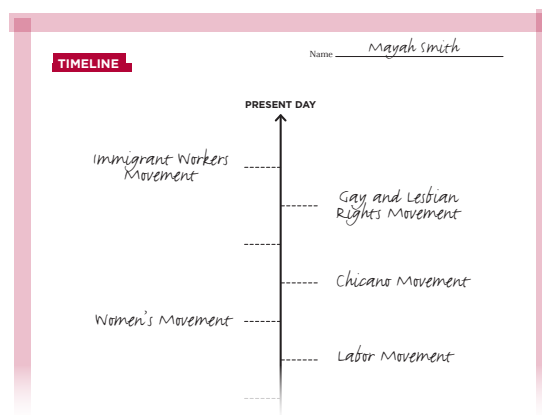 Name Mayah Smith
TIMELINE
PRESENT DAY
Immigrant Workers
Movement
Gay and Lesbian
Rights Movement
Chicano Movement
Women's Movement
Labor Movement